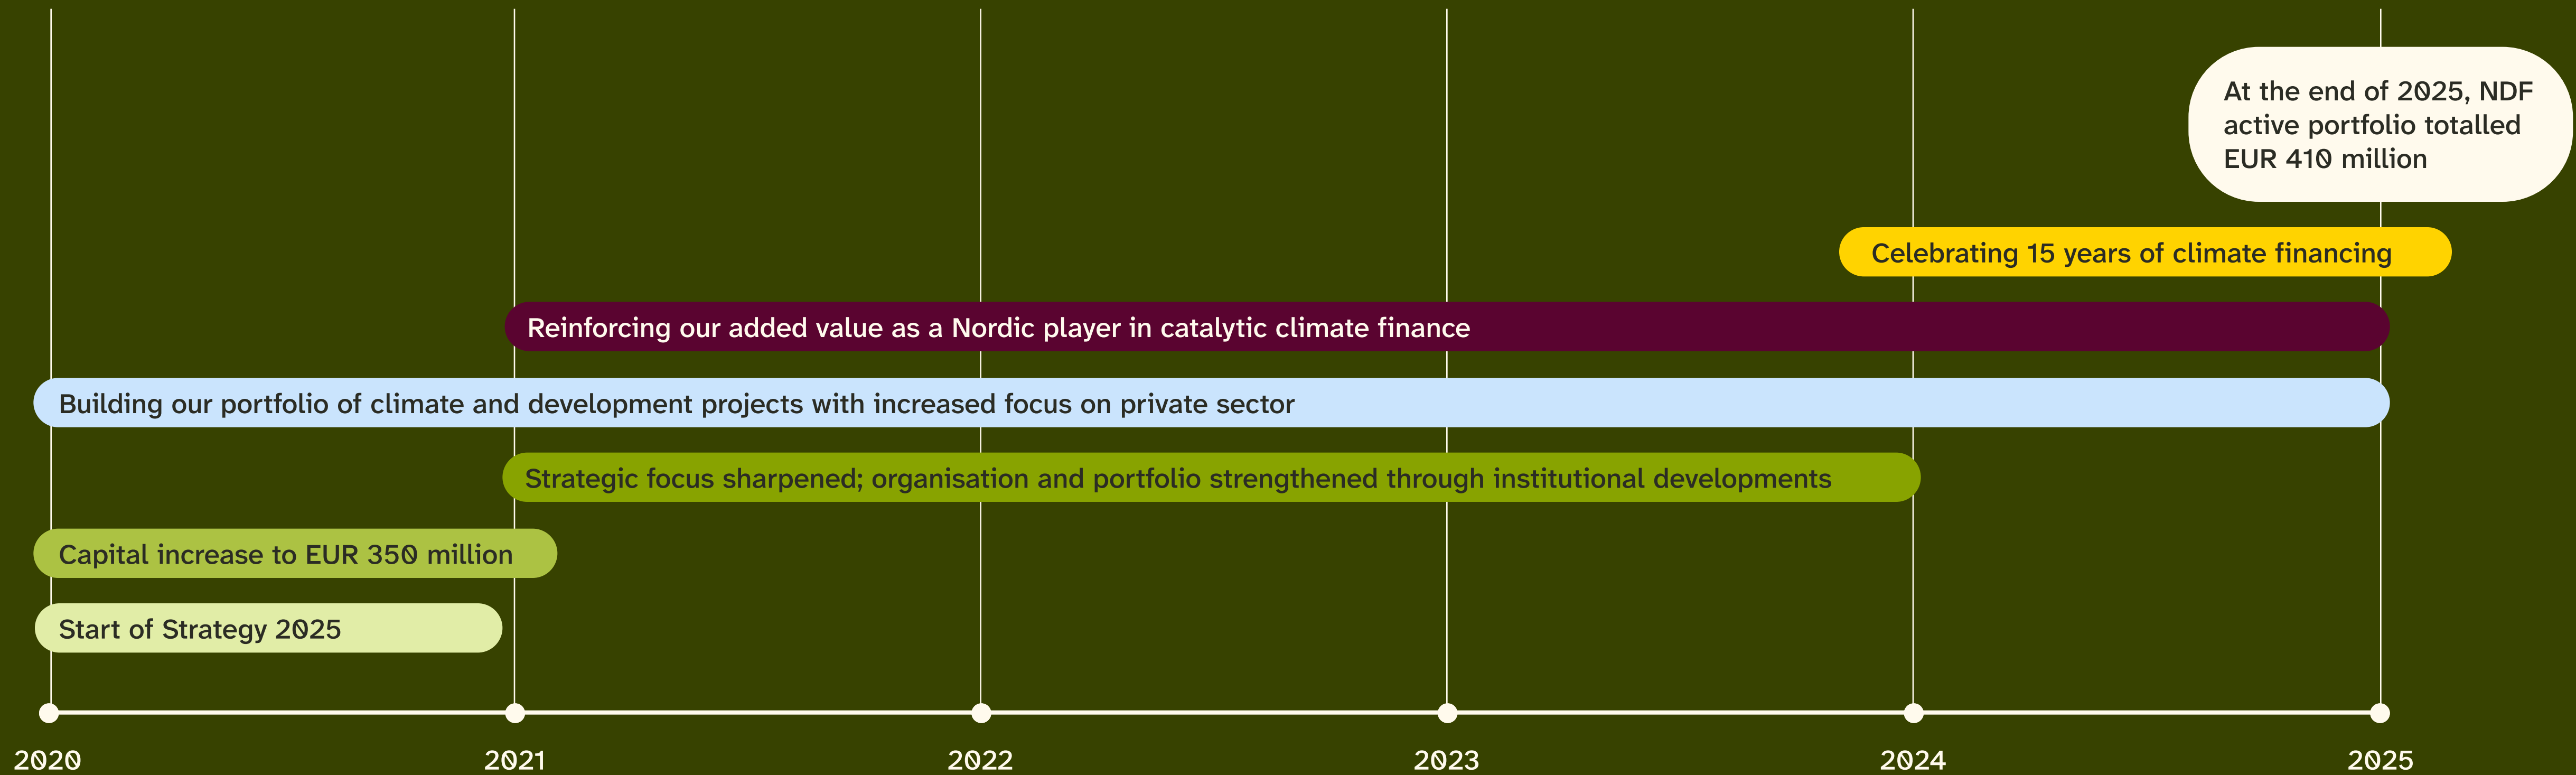 At the end of 2025, NDF
active portfolio totalled
EUR 410 million
Celebrating 15 years of climate financing
Reinforcing our added value as a Nordic player in catalytic climate finance
Building our portfolio of climate and development projects with increased focus on private sector
Strategic focus sharpened; organisation and portfolio strengthened through institutional developments
Capital increase to EUR 350 million
Start of Strategy 2025
2020
2021
2022
2023
2024
2025